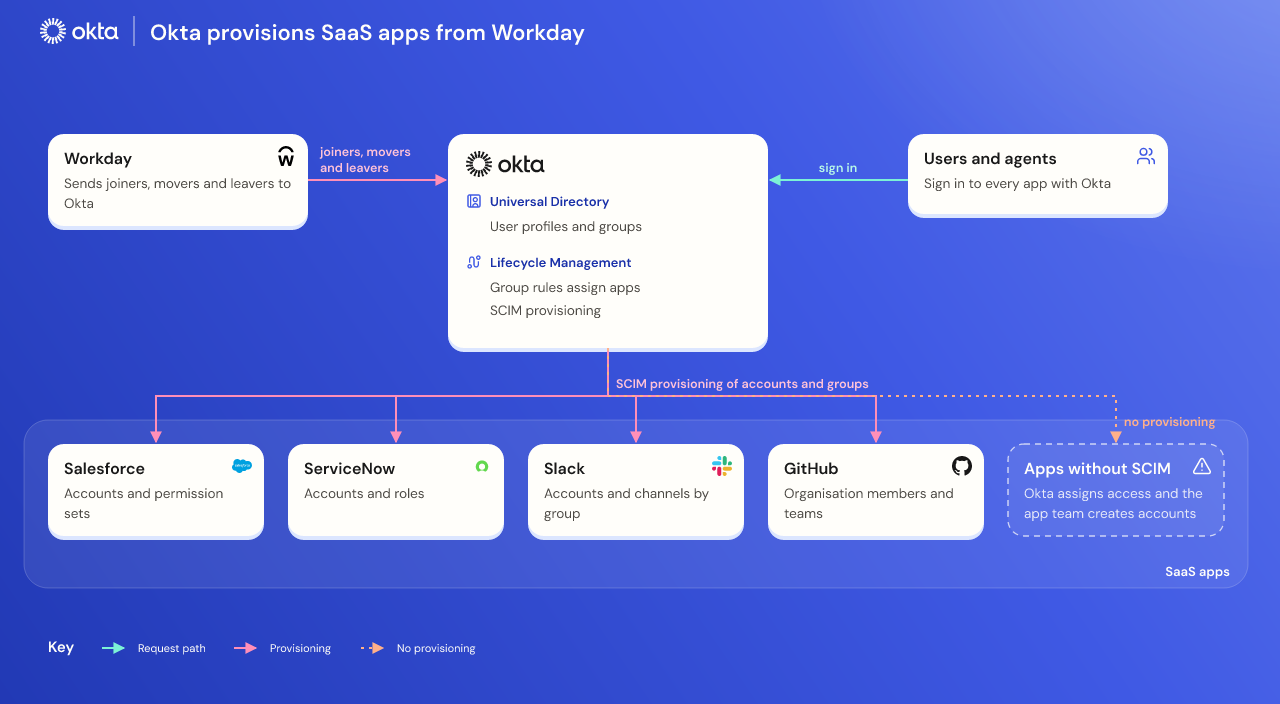 okta
Okta provisions SaaS apps from Workday
Workday
Sends joiners, movers and leavers to
Okta
joiners, movers
and leavers
okta
Universal Directory
User profiles and groups
Lifecycle Management
Group rules assign apps
SCIM provisioning
sign in
Users and agents
Sign in to every app with Okta
SCIM provisioning of accounts and groups
no provisioning
Salesforce
Accounts and permission
sets
ServiceNow
Accounts and roles
Slack
Accounts and channels by
group
GitHub
Organisation members and
teams
Apps without SCIM
Okta assigns access and the
app team creates accounts
SaaS apps
Key
Request path
Provisioning
No provisioning